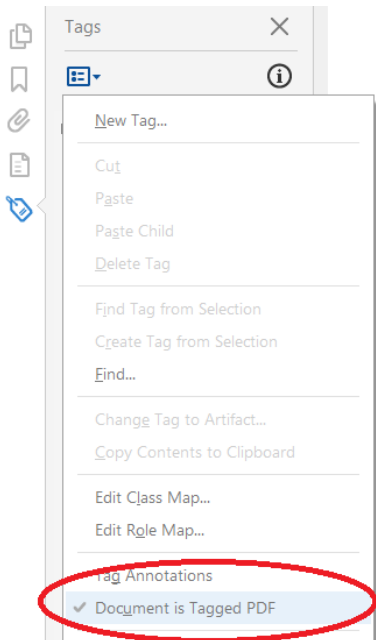 Tags
New Tag...
Cut
Paste
Paste Child
Delete Tag
Find Tag from Selection
Create Tag from Selection
Find...
Change Tag to Artifact...
Copy Contents to Clipboard
Edit Class Map...
Edit Role Map...
Tag Annotations
Document is Tagged PDF